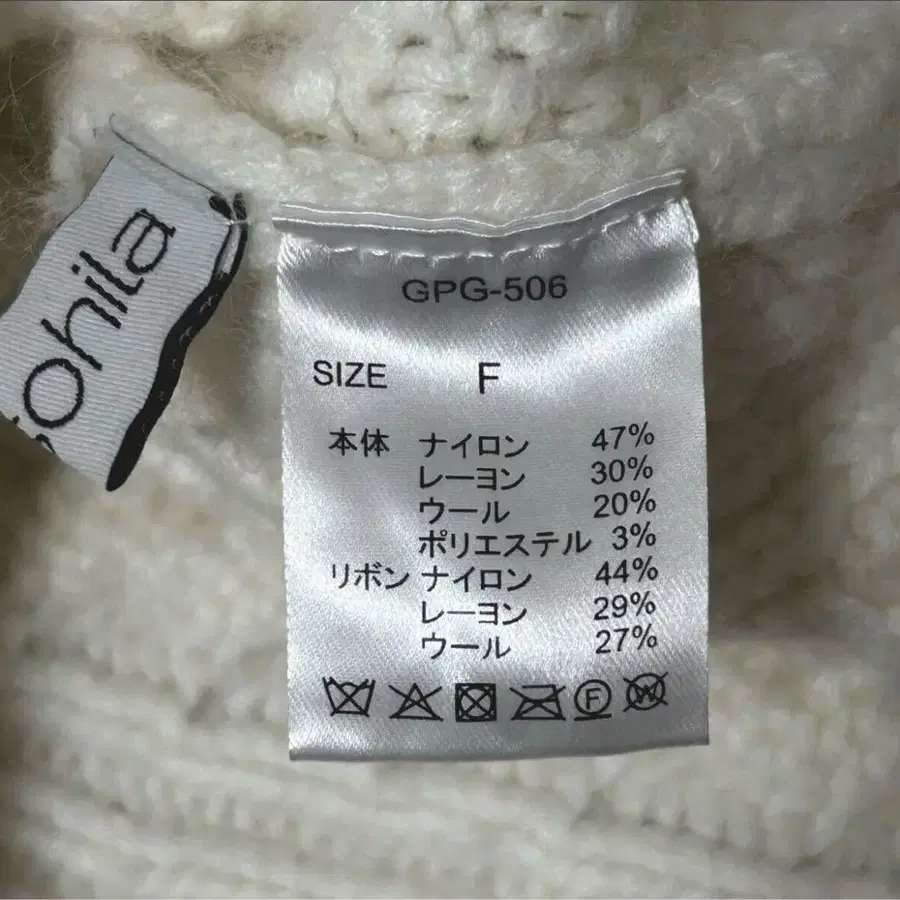 ohila
GPG-506
SIZE F
本体 ナイロン 47%
レーヨン 30%
ウール 20%
ポリエステル 3%
リボン ナイロン 44%
レーヨン 29%
ウール 27%
F W